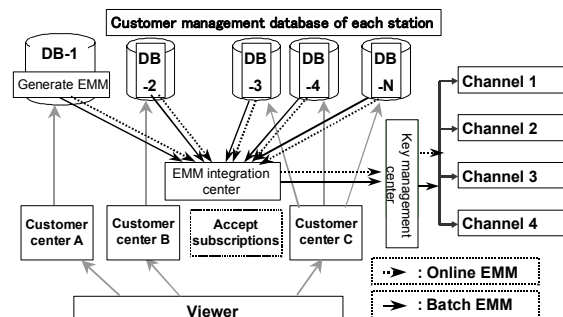 Customer management database of each station
DB-1
Generate EMM
DB
-2
DB
-3
DB
-4
DB
-N
Channel 1
Channel 2
Channel 3
Channel 4
EMM integration
center
Key management
center
Customer
center A
Customer
center B
Accept
subscriptions
Customer
center C
: Online EMM
: Batch EMM
Viewer